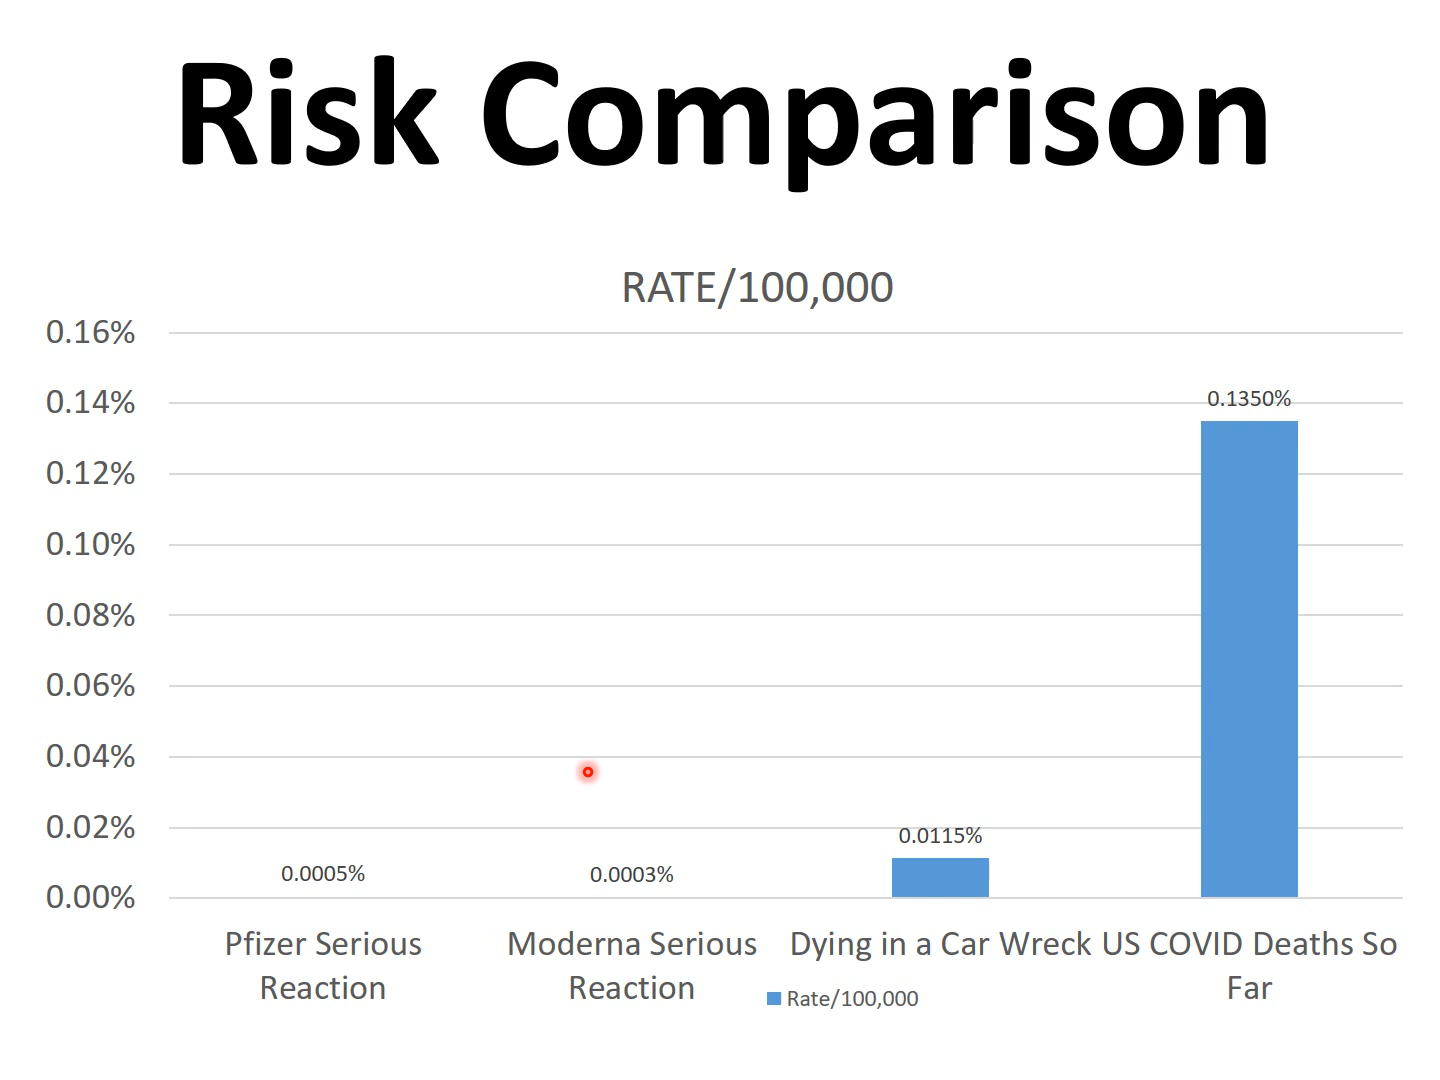 Risk Comparison
RATE/100,000
0.16%
0.14%
0.1350%
0.12%
0.10%
0.08%
0.06%
0.04%
0.02%
0.0115%
0.0005%
0.0003%
0.00%
Pfizer Serious
Reaction
Moderna Serious
Reaction
Dying in a Car Wreck
US COVID Deaths So
Far
Rate/100,000